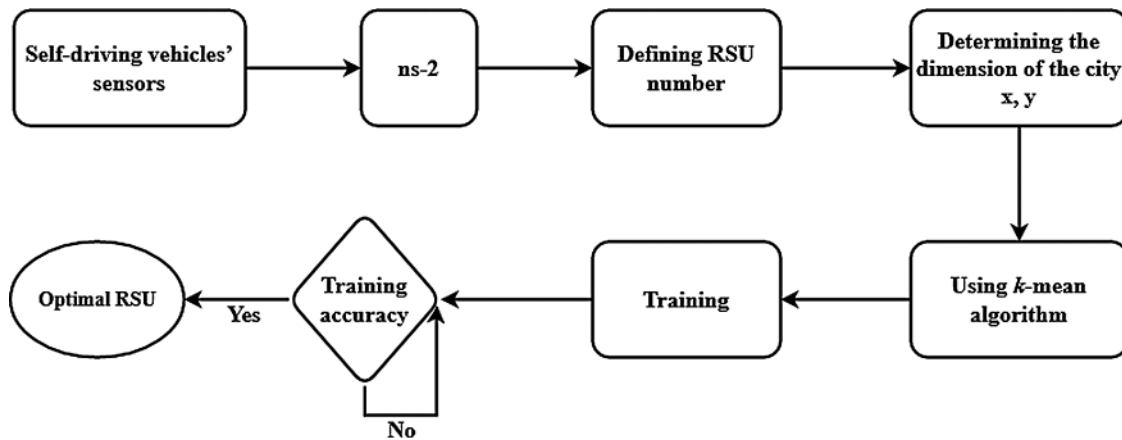 Self-driving vehicles'
sensors
ns-2
Defining RSU
number
Determining the
dimension of the city
x, y
Optimal RSU
Yes
Training
accuracy
No
Training
Using k-mean
algorithm